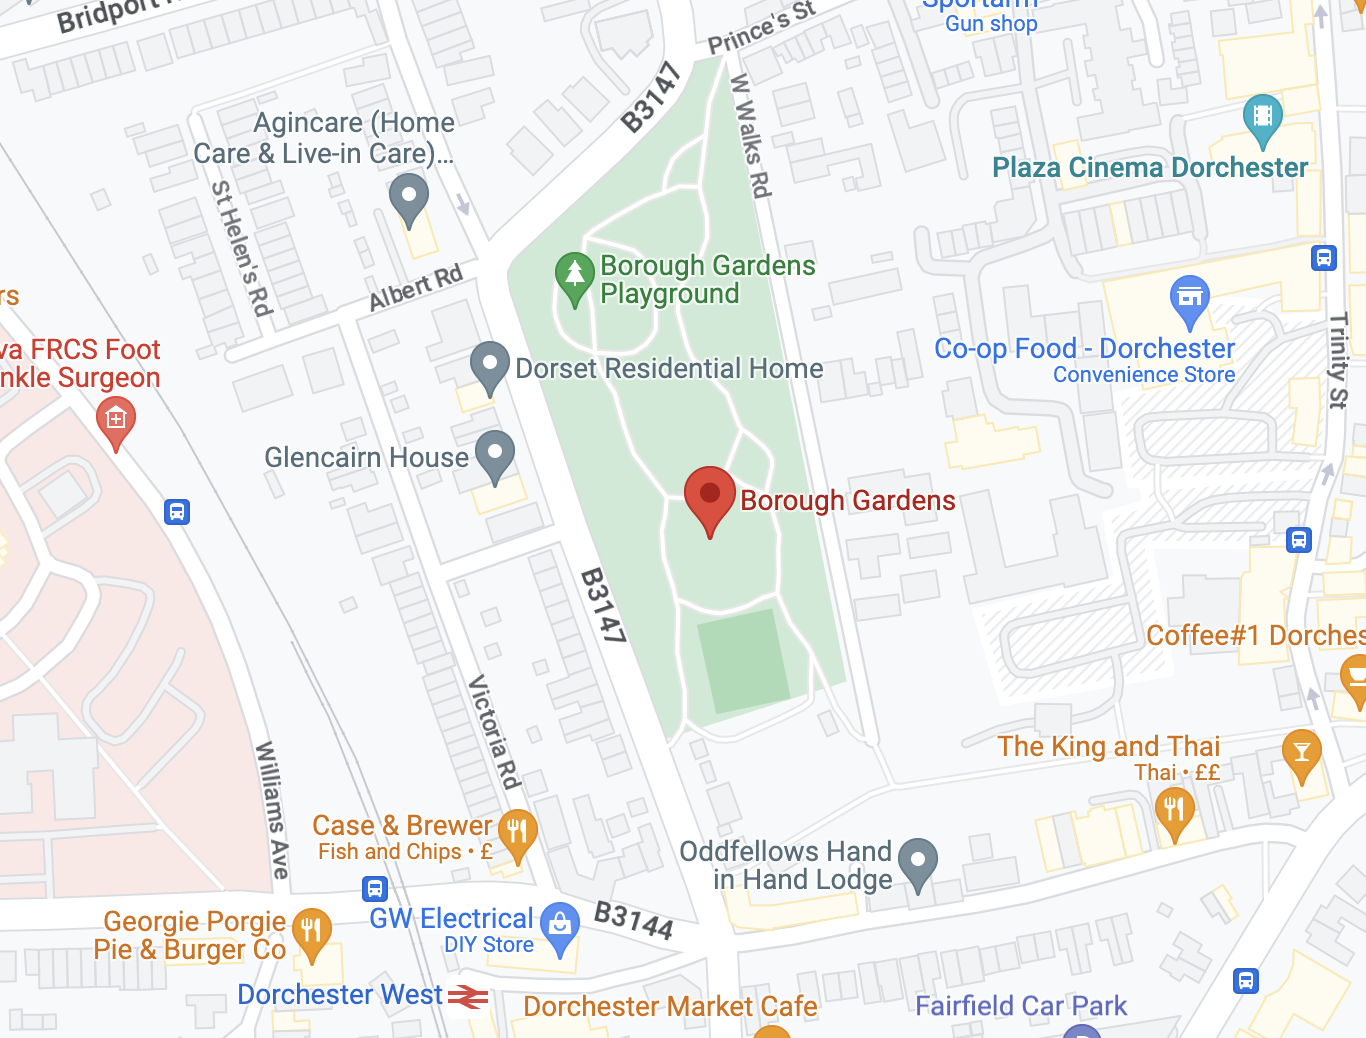 Bridport
Sportarm
Gun shop
Prince's St
B3147
W Walks Rd
Agincare (Home
Care & Live-in Care)...
Plaza Cinema Dorchester
St Helen's Rd
Albert Rd
Borough Gardens
Playground
rs
va FRCS Foot
nkle Surgeon
Dorset Residential Home
Co-op Food - Dorchester
Convenience Store
Trinity St
Glencairn House
Borough Gardens
B3147
Coffee#1 Dorches
Victoria Rd
Williams Ave
The King and Thai
Thai • ££
Case & Brewer
Fish and Chips • £
Oddfellows Hand
in Hand Lodge
Georgie Porgie
Pie & Burger Co
GW Electrical
DIY Store
B3144
Dorchester West
Dorchester Market Cafe
Fairfield Car Park